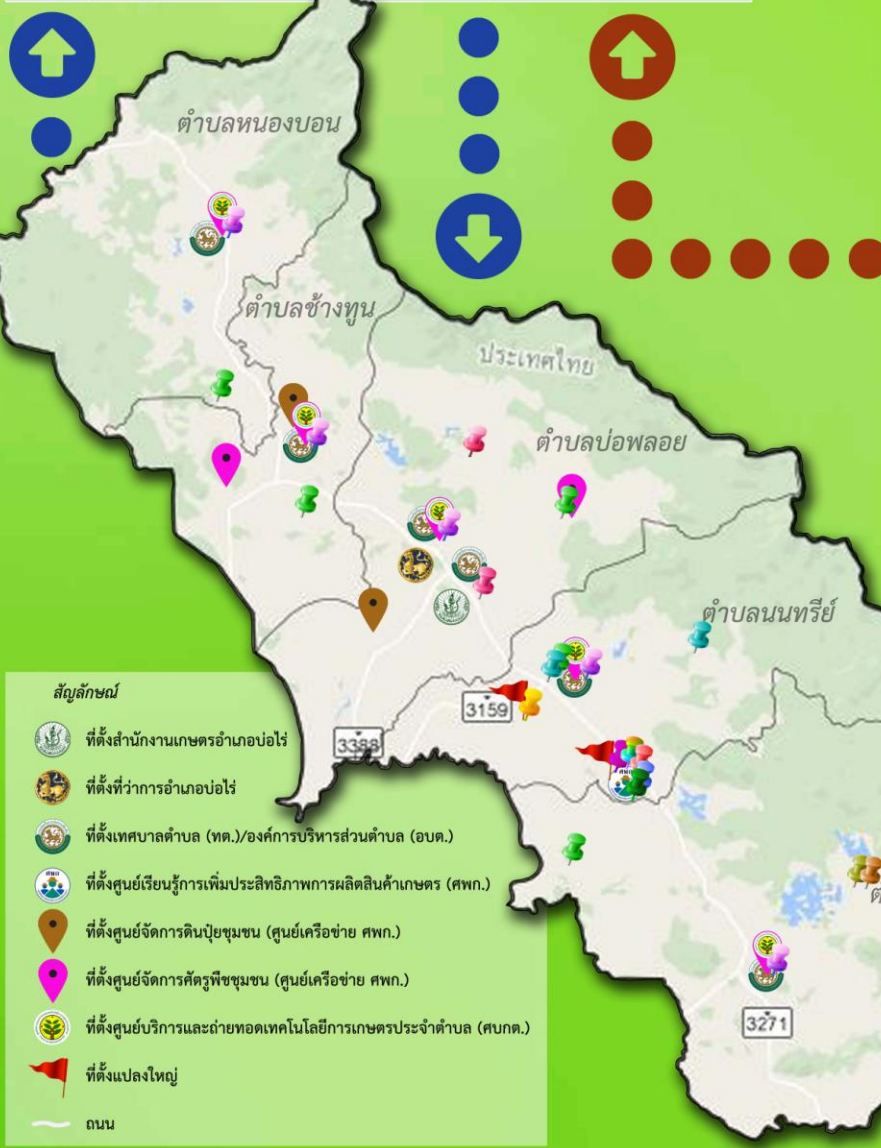 ตำบลหนองบอน
ตำบลช้างทูน
ประเทศไทย
ตำบลบ่อพลอย
ตำบลนนทรีย์
3159
3388
ศพก
ต
3271
สัญลักษณ์
ที่ตั้งสำนักงานเกษตรอำเภอบ่อไร่
ที่ตั้งที่ว่าการอำเภอบ่อไร่
ที่ตั้งเทศบาลตำบล (ทต.)/องค์การบริหารส่วนตำบล (อบต.)
ที่ตั้งศูนย์เรียนรู้การเพิ่มประสิทธิภาพการผลิตสินค้าเกษตร (ศพก.)
ที่ตั้งศูนย์จัดการดินปุ๋ยชุมชน (ศูนย์เครือข่าย ศพก.)
ที่ตั้งศูนย์จัดการศัตรูพืชชุมชน (ศูนย์เครือข่าย ศพก.)
ที่ตั้งศูนย์บริการและถ่ายทอดเทคโนโลยีการเกษตรประจำตำบล (ศบกต.)
ที่ตั้งแปลงใหญ่
ถนน